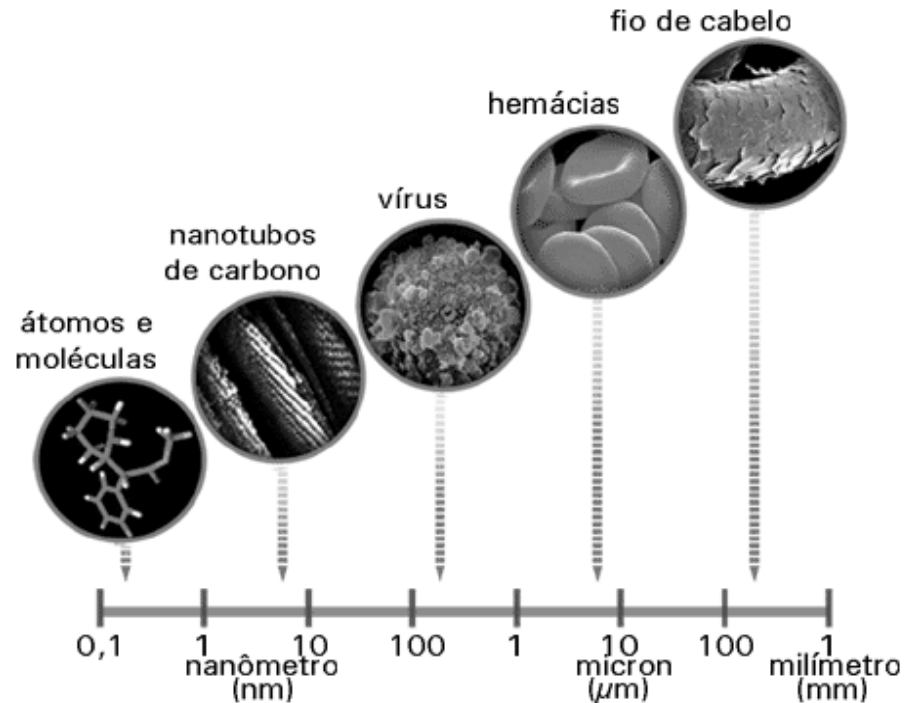 fio de cabelo
hemácias
vírus
nanotubos
de carbono
átomos e
moléculas
0,1 1 10 100 1 10 100 1
nanômetro micron milímetro
(nm) (μm) (mm)